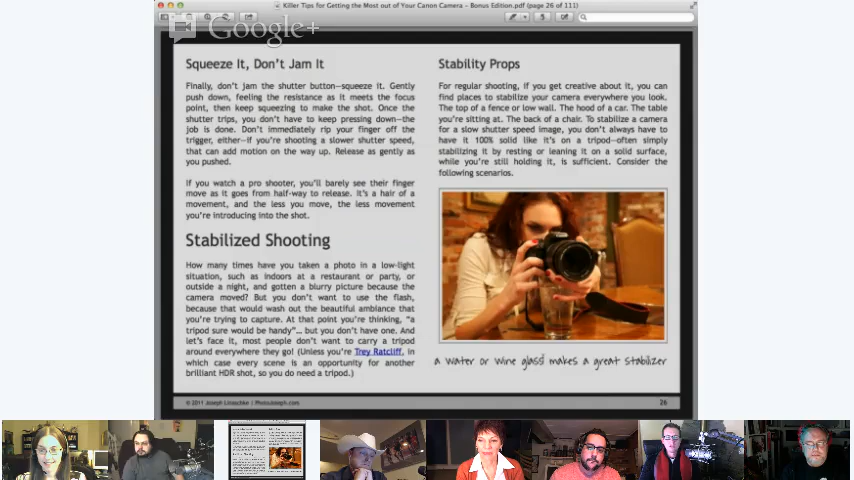 Killer Tips for Getting the Most out of Your Canon Camera – Bonus Edition.pdf (page 26 of 111)
Google+
Squeeze It, Don't Jam It
Finally, don't jam the shutter button—squeeze it. Gently
push down, feeling the resistance as it meets the focus
point, then keep squeezing to make the shot. Once the
shutter trips, you don't have to keep pressing down—the
job is done. Don't immediately rip your finger off the
trigger, either—if you're shooting a slower shutter speed,
that can add motion on the way up. Release as gently as
you pushed.
If you watch a pro shooter, you'll barely see their finger
move as it goes from half-way to release. It's a hair of a
movement, and the less you move, the less movement
you're introducing into the shot.
Stabilized Shooting
How many times have you taken a photo in a low-light
situation, such as indoors at a restaurant or party, or
outside a night, and gotten a blurry picture because the
camera moved? But you don't want to use the flash,
because that would wash out the beautiful ambiance that
you're trying to capture. At that point you're thinking, "a
tripod sure would be handy"… but you don't have one. And
let's face it, most people don't want to carry a tripod
around everywhere they go! (Unless you're Trey Ratcliff, in
which case every scene is an opportunity for another
brilliant HDR shot, so you do need a tripod.)
Stability Props
For regular shooting, if you get creative about it, you can
find places to stabilize your camera everywhere you look.
The top of a fence or low wall. The hood of a car. The table
you're sitting at. The back of a chair. To stabilize a camera
for a slow shutter speed image, you don't always have to
have it 100% solid like it's on a tripod—often simply
stabilizing it by resting or leaning it on a solid surface,
while you're still holding it, is sufficient. Consider the
following scenarios.
a water or wine glass makes a great stabilizer
© 2011 Joseph Linaschke | PhotoJoseph.com
26